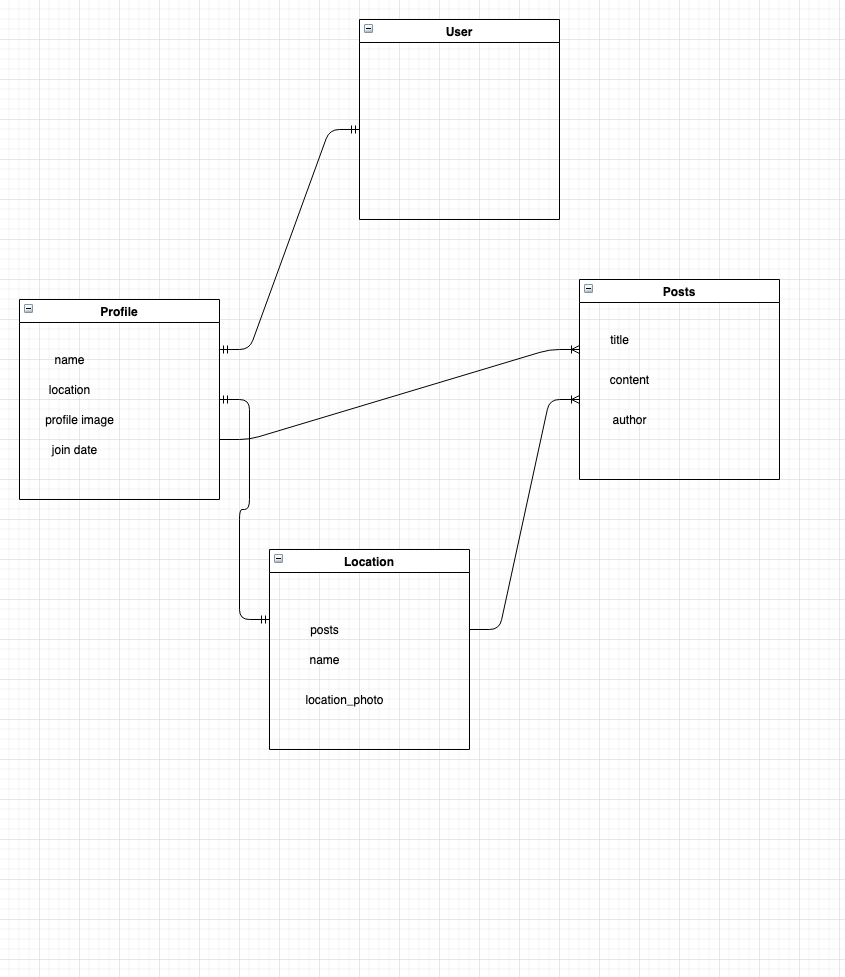 User
Profile
name
location
profile image
join date
Posts
title
content
author
Location
posts
name
location_photo